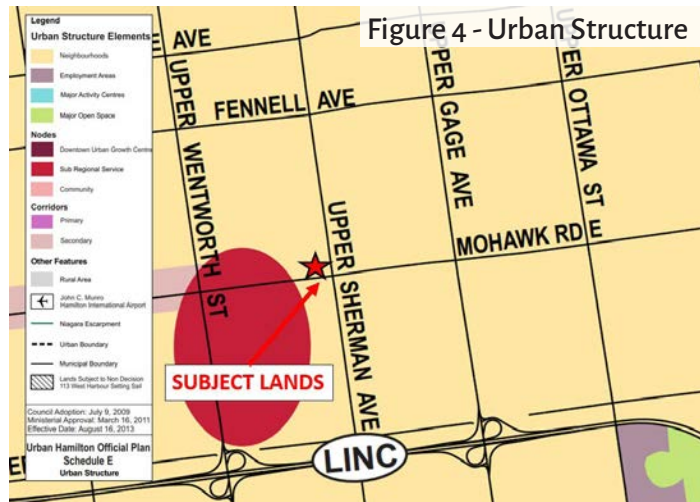 Figure 4 - Urban Structure
Legend
Urban Structure Elements
Neighbourhoods
Employment Areas
Major Activity Centres
Major Open Space
Nodes
Downtown Urban Growth Centre
Sub Regional Service
Community
Corridors
Primary
Secondary
Other Features
Rural Area
John C. Munro
Hamilton International Airport
Niagara Escarpment
Urban Boundary
Municipal Boundary
Lands Subject to Non Decision
113 West Harbour Setting Sail
Council Adoption: July 9, 2009
Ministerial Approval: March 16, 2011
Effective Date: August 16, 2013
Urban Hamilton Official Plan
Schedule E
Urban Structure
E AVE
FENNELL AVE
UPPER WENTWORTH ST
UPPER SHERMAN AVE
UPPER GAGE AVE
UPPER OTTAWA ST
MOHAWK RD E
SUBJECT LANDS
LINC